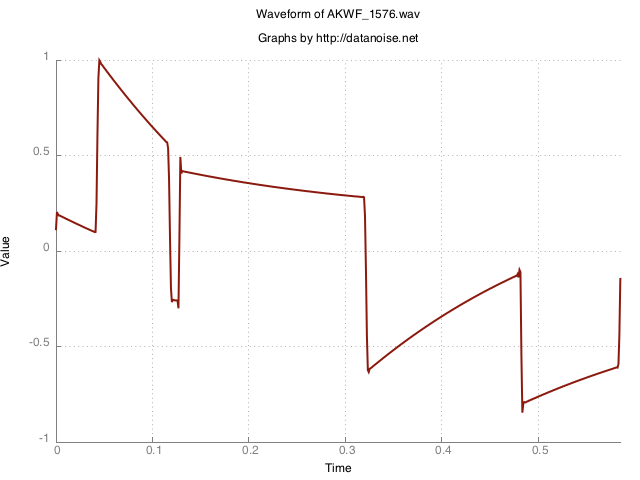 Waveform of AKWF_1576.wav
Graphs by http://datanoise.net
1
0.5
0
-0.5
-1
Value
0 0.1 0.2 0.3 0.4 0.5
Time